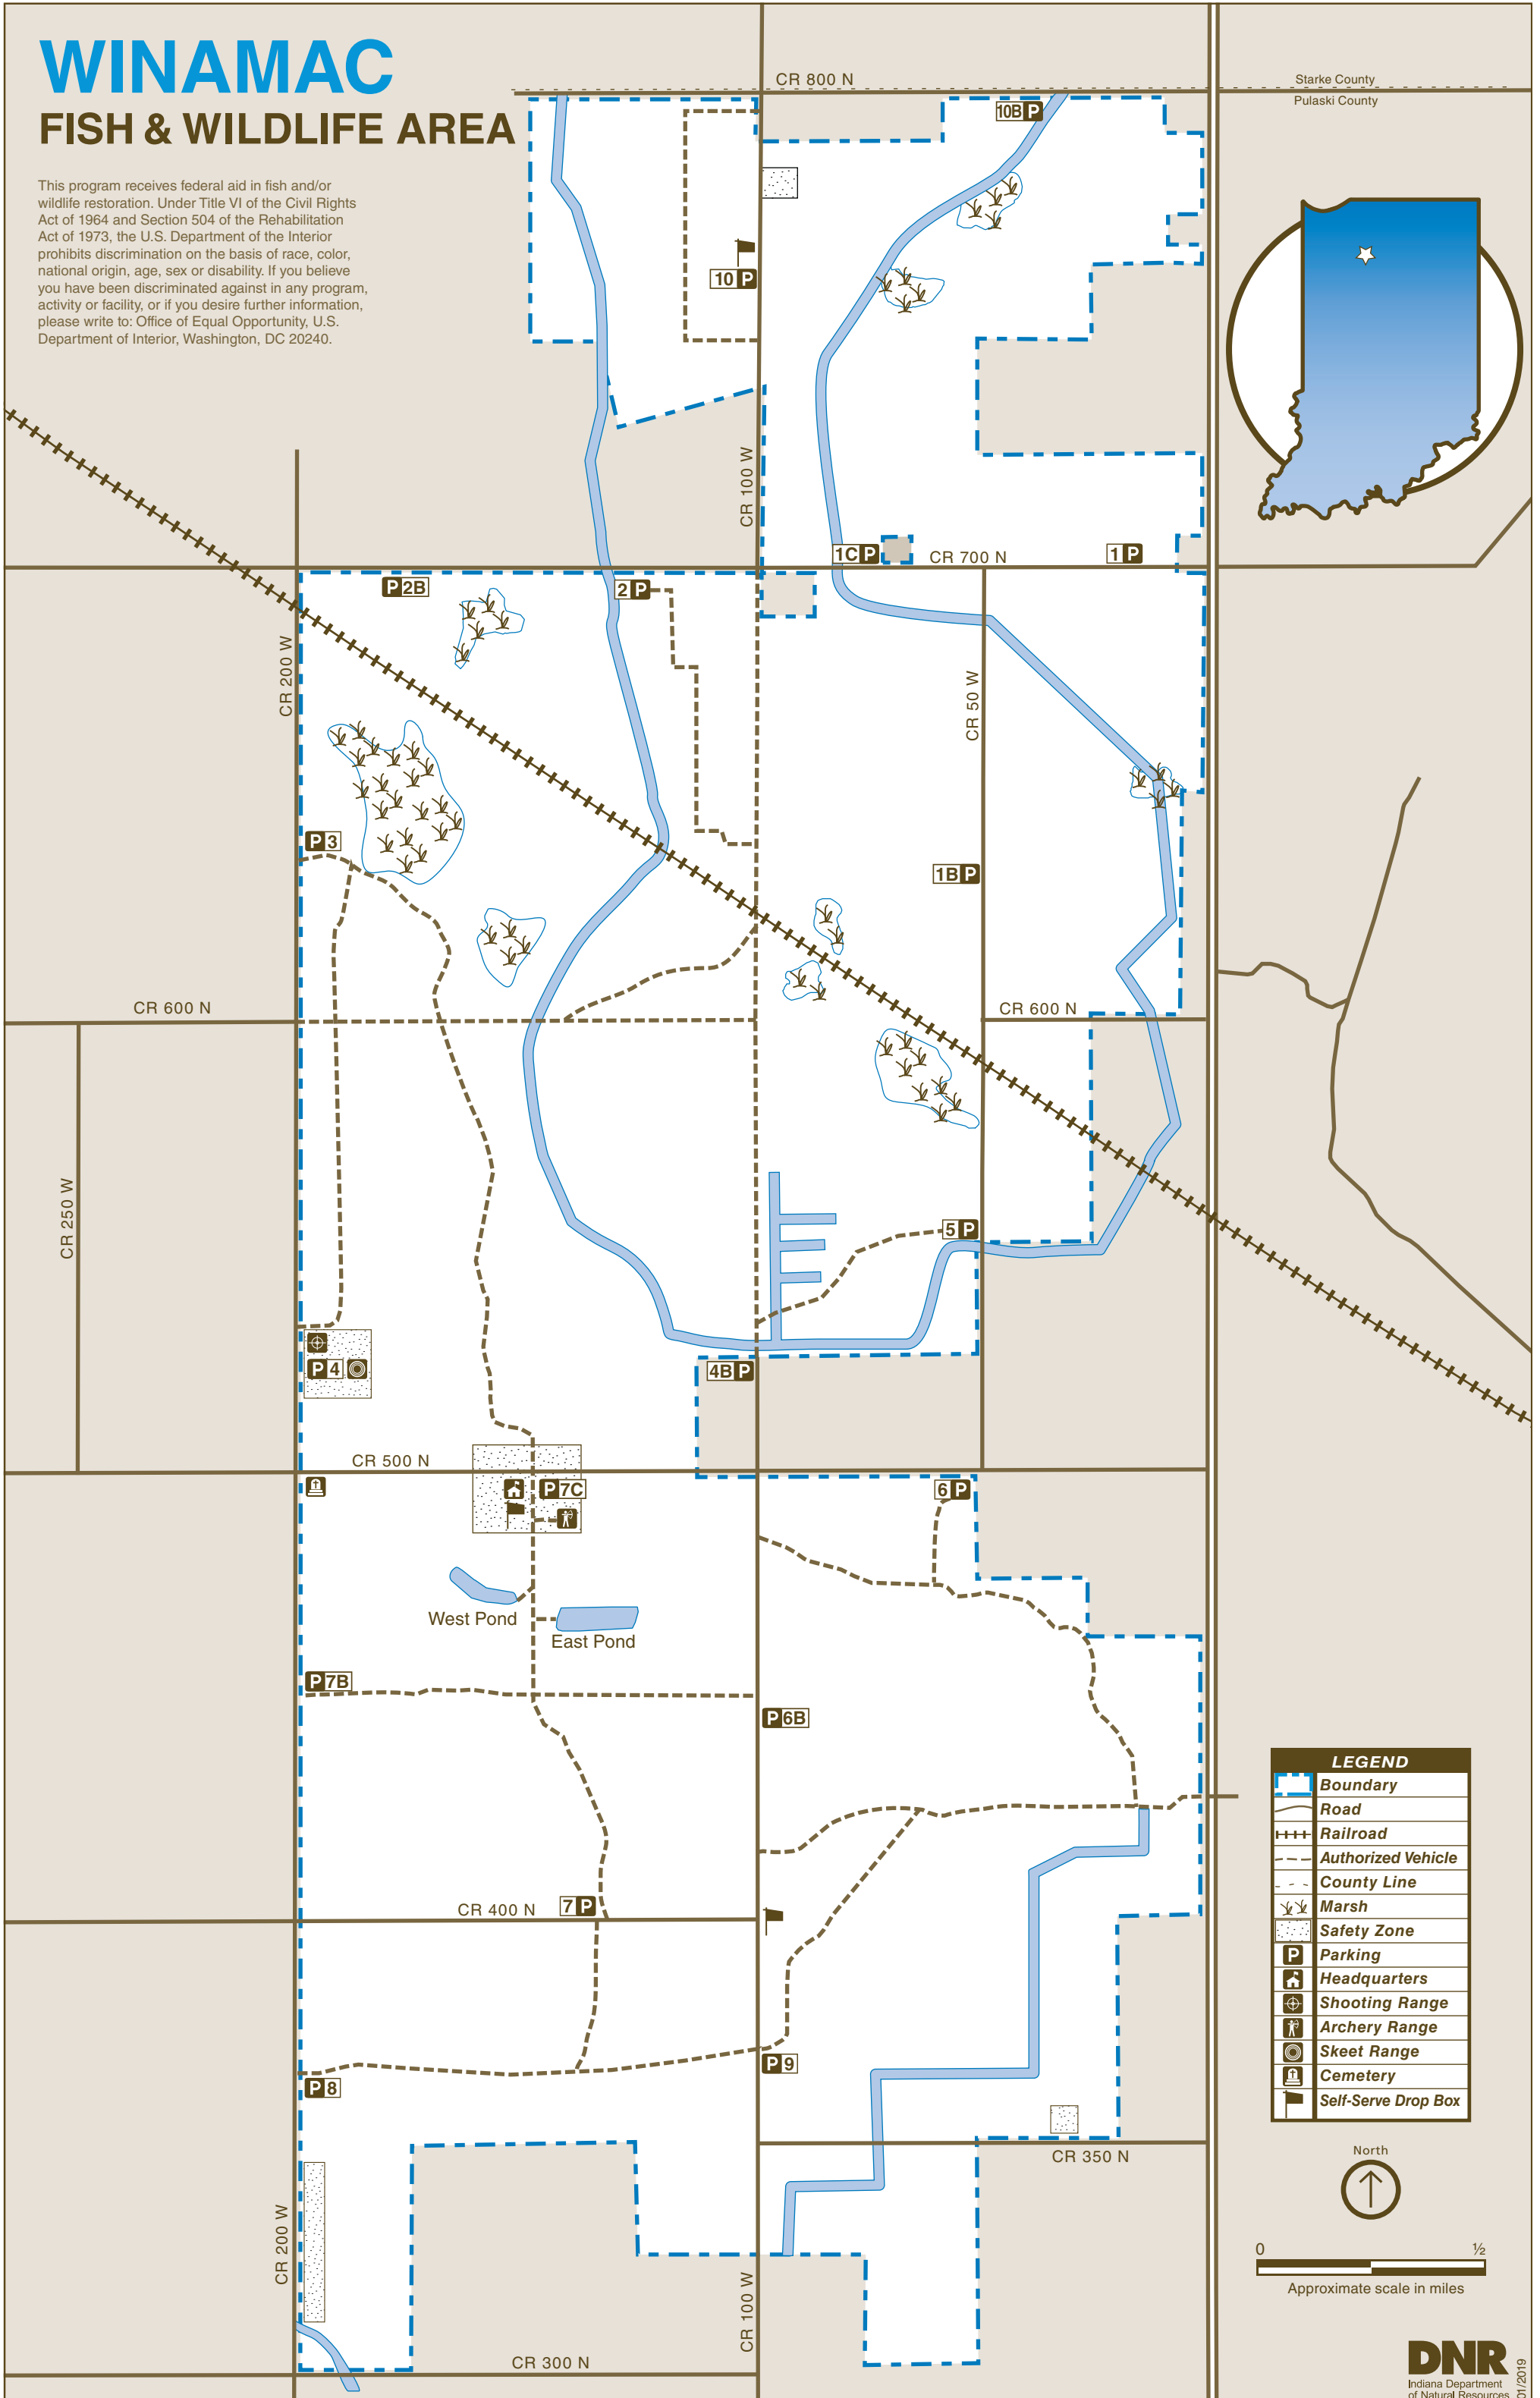 WINAMAC
FISH & WILDLIFE AREA
This program receives federal aid in fish and/or
wildlife restoration. Under Title VI of the Civil Rights
Act of 1964 and Section 504 of the Rehabilitation
Act of 1973, the U.S. Department of the Interior
prohibits discrimination on the basis of race, color,
national origin, age, sex or disability. If you believe
you have been discriminated against in any program,
activity or facility, or if you desire further information,
please write to: Office of Equal Opportunity, U.S.
Department of Interior, Washington, DC 20240.
CR 800 N
Starke County
Pulaski County
10B P
10 P
CR 100 W
1C P
CR 700 N
1 P
P 2B
2 P
CR 200 W
CR 50 W
P 3
1B P
CR 600 N
CR 600 N
CR 250 W
5 P
P 4
4B P
CR 500 N
P 7C
6 P
West Pond
East Pond
P 7B
P 6B
7 P
CR 400 N
P 9
P 8
CR 350 N
CR 200 W
CR 100 W
CR 300 N
LEGEND
Boundary
Road
Railroad
Authorized Vehicle
County Line
Marsh
Safety Zone
P Parking
Headquarters
Shooting Range
Archery Range
Skeet Range
Cemetery
Self-Serve Drop Box
North
0 ½
Approximate scale in miles
DNR
Indiana Department
of Natural Resources
01/2019